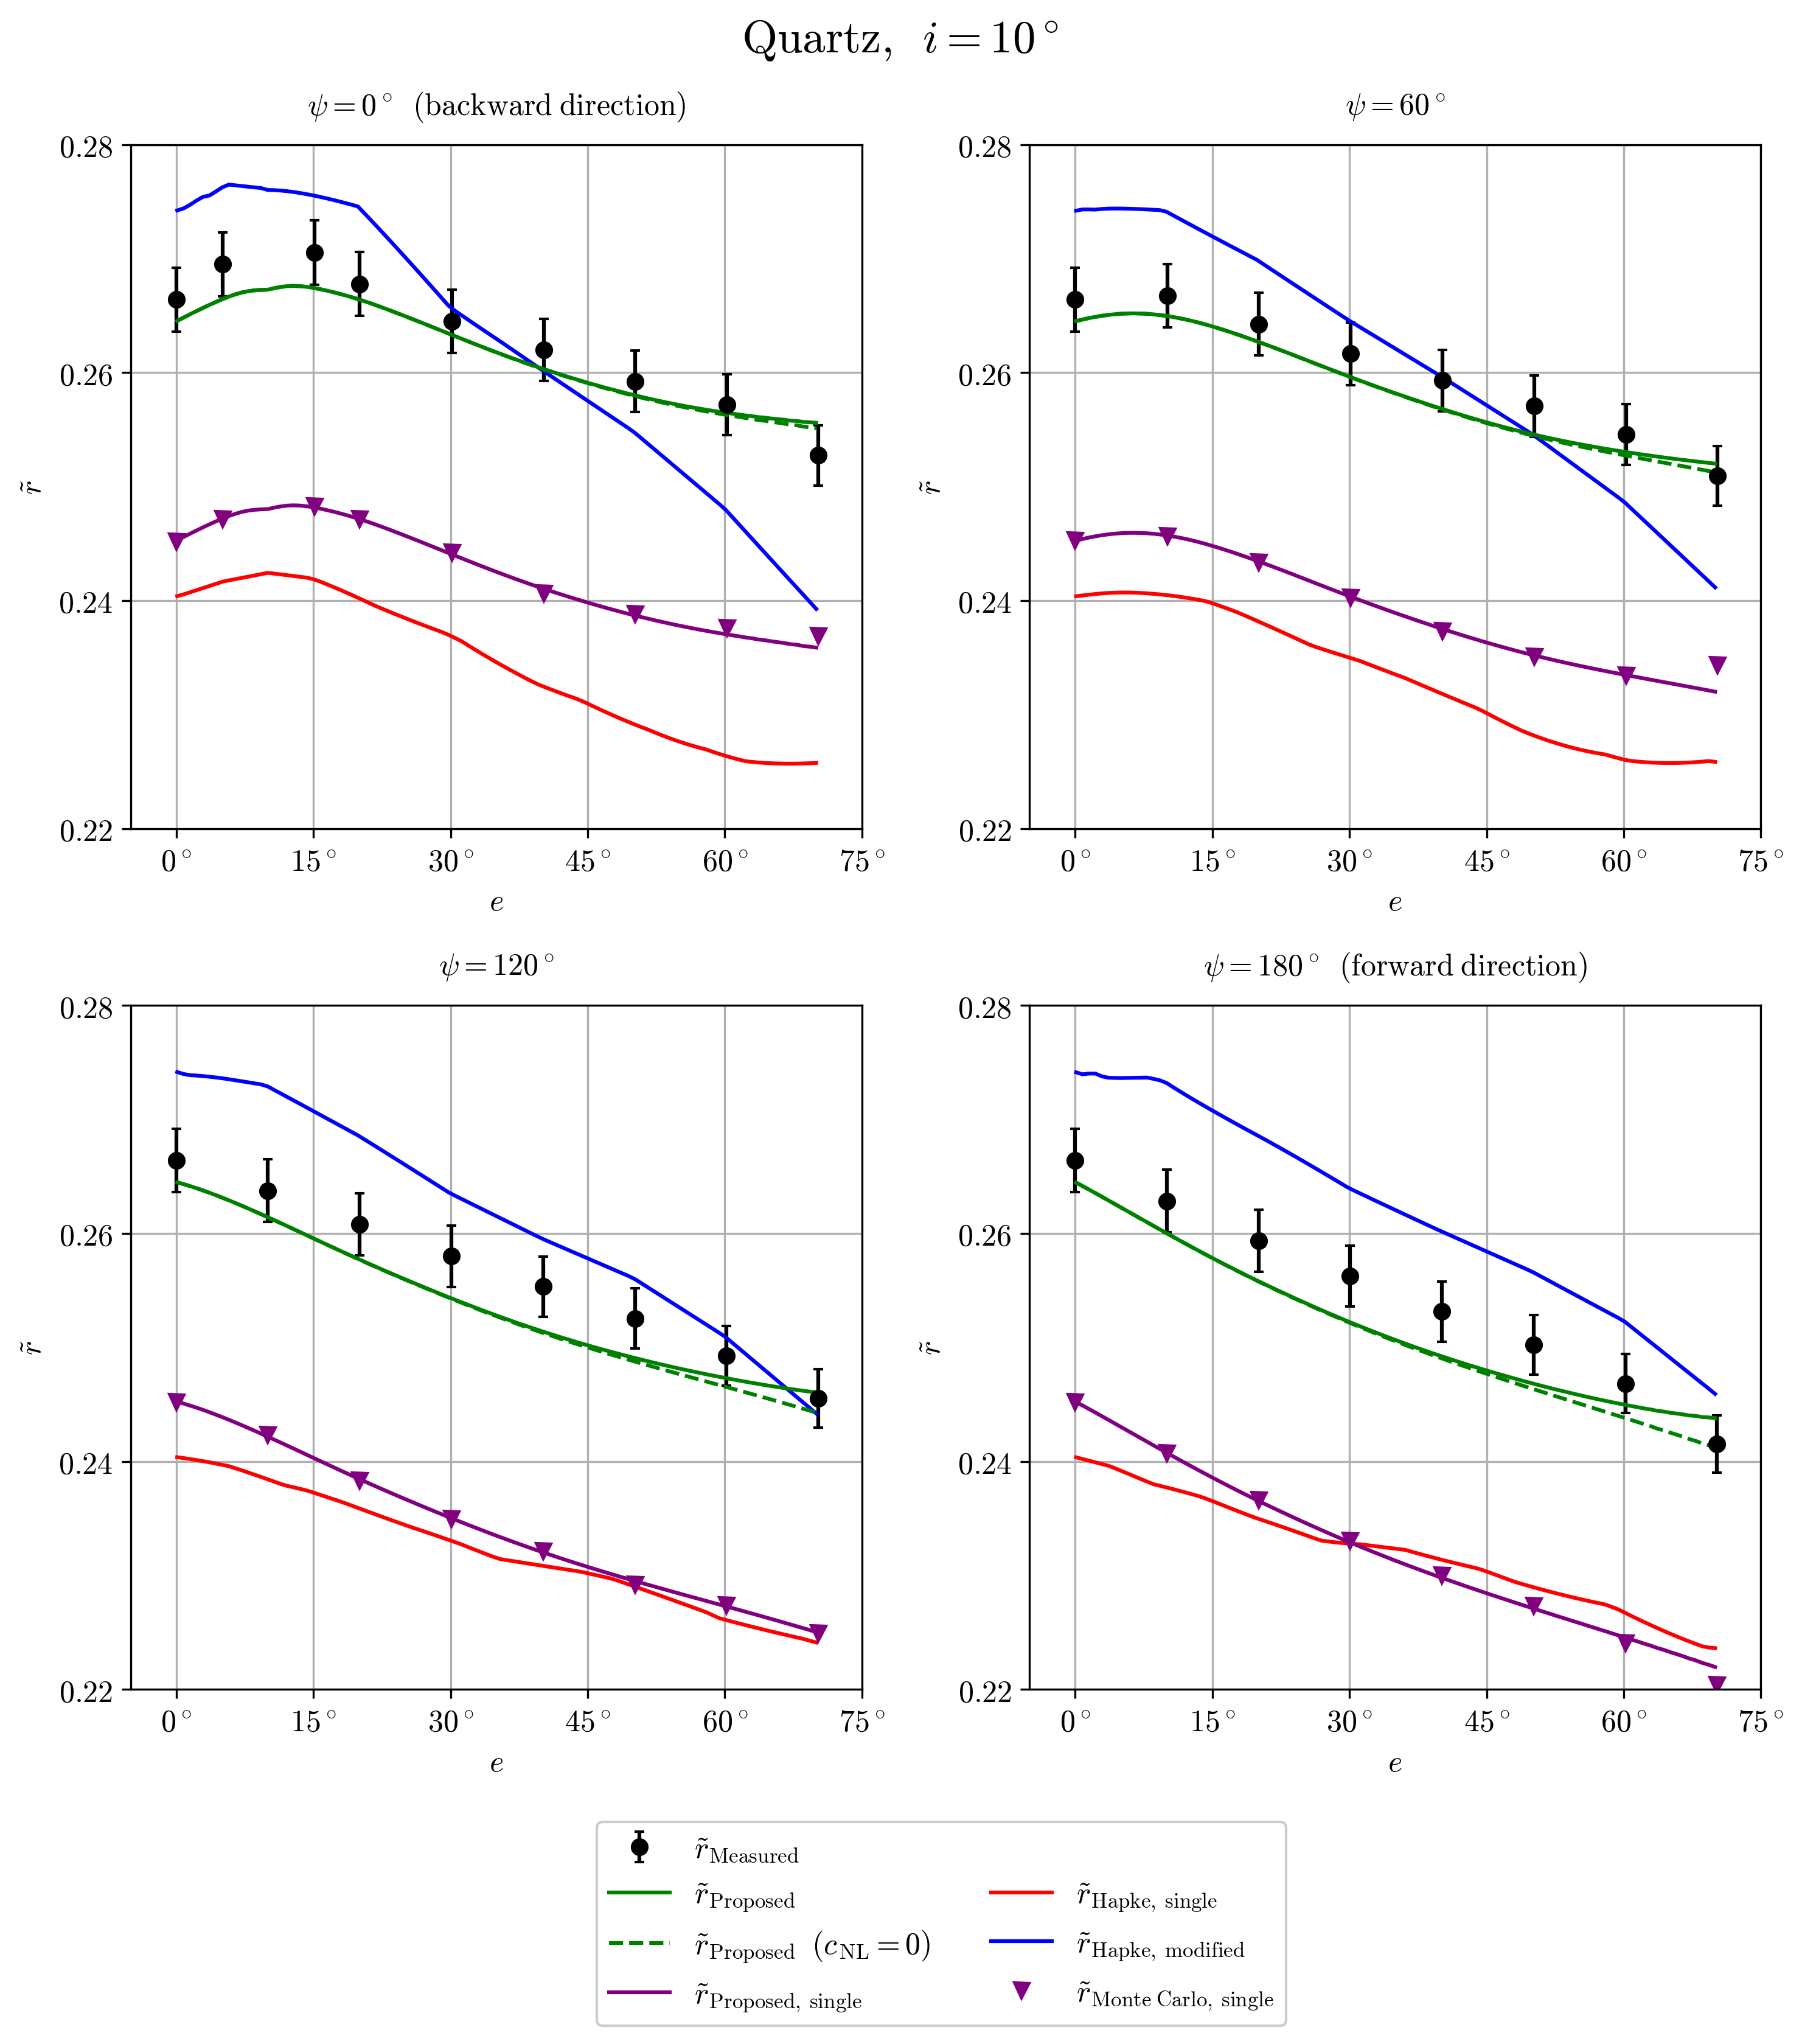 Quartz, i = 10°
ψ = 0° (backward direction)
0.28
0.26
0.24
0.22
r̃
0° 15° 30° 45° 60° 75°
e
ψ = 60°
0.28
0.26
0.24
0.22
r̃
0° 15° 30° 45° 60° 75°
e
ψ = 120°
0.28
0.26
0.24
0.22
r̃
0° 15° 30° 45° 60° 75°
e
ψ = 180° (forward direction)
0.28
0.26
0.24
0.22
r̃
0° 15° 30° 45° 60° 75°
e
r̃ Measured
r̃ Proposed
r̃ Proposed (c NL = 0)
r̃ Proposed, single
r̃ Hapke, single
r̃ Hapke, modified
r̃ Monte Carlo, single